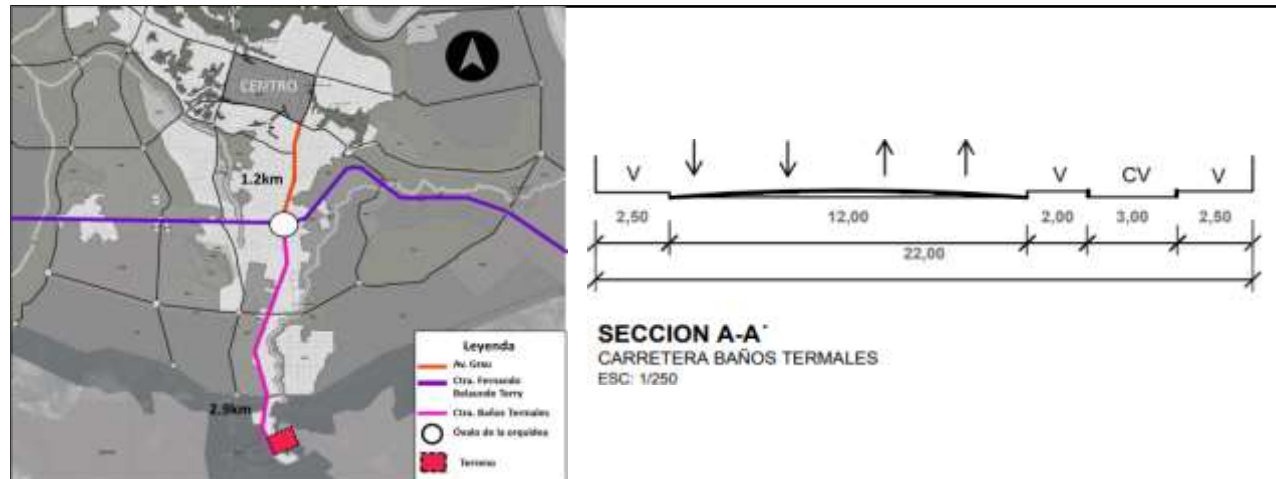 CENTRO
1.2km
2.9km
Leyenda
Av. Grau
Ctra. Fernando
Belaunde Terry
Ctra. Baños Termales
Óvalo de la orquídea
Terreno
V V CV V
2,50 12,00 2,00 3,00 2,50
22,00
SECCION A-A´
CARRETERA BAÑOS TERMALES
ESC: 1/250